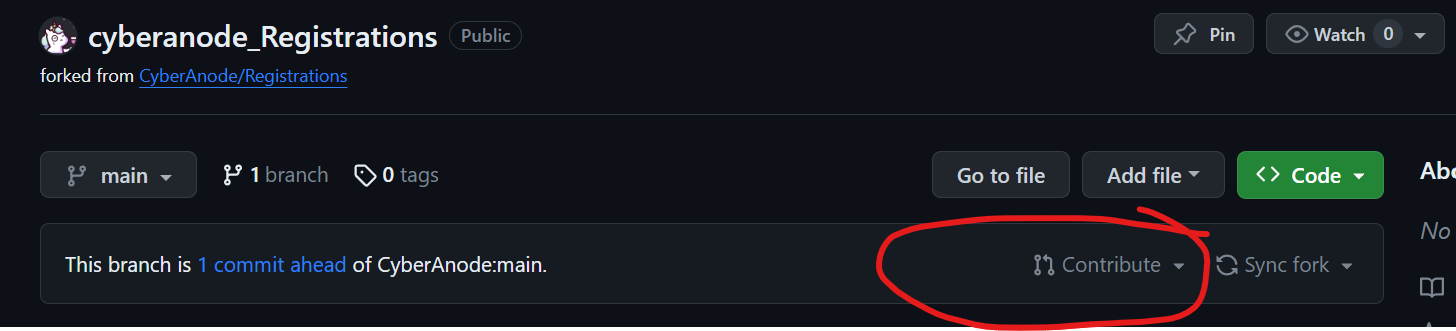 cyberanode_Registrations Public
Pin
Watch 0
forked from CyberAnode/Registrations
main
1 branch
0 tags
Go to file
Add file
Code
This branch is 1 commit ahead of CyberAnode:main.
Contribute
Sync fork
No